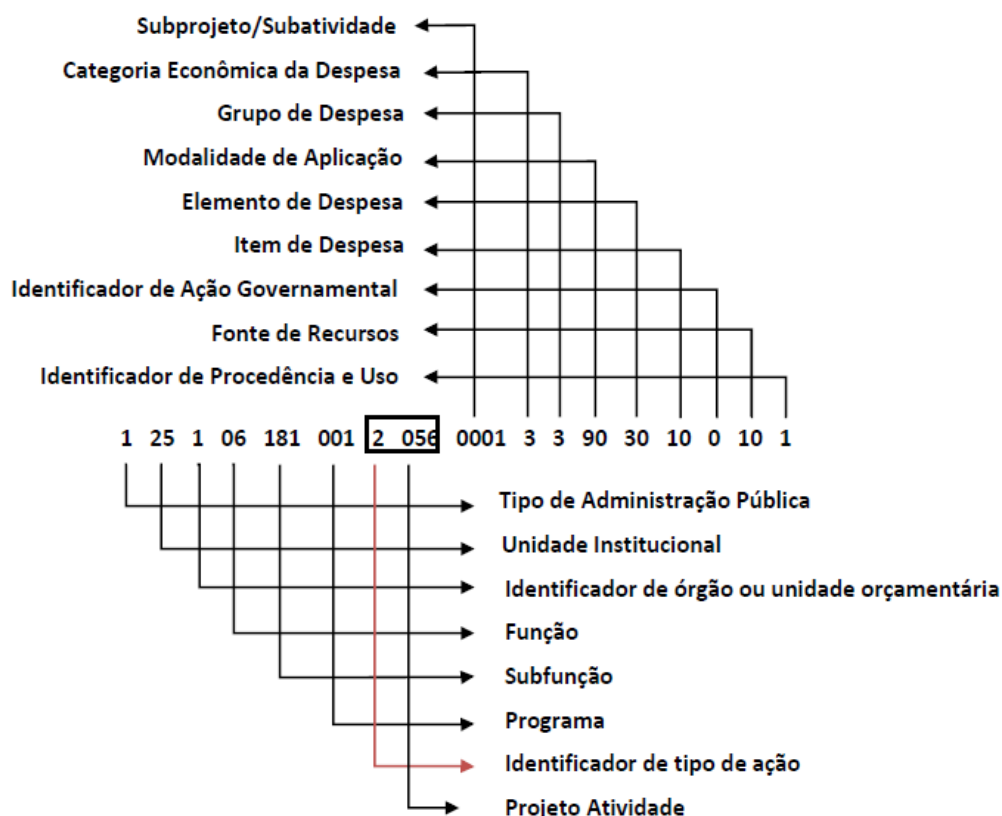 Subprojeto/Subatividade
Categoria Econômica da Despesa
Grupo de Despesa
Modalidade de Aplicação
Elemento de Despesa
Item de Despesa
Identificador de Ação Governamental
Fonte de Recursos
Identificador de Procedência e Uso
1 25 1 06 181 001 2 056 0001 3 3 90 30 10 0 10 1
Tipo de Administração Pública
Unidade Institucional
Identificador de órgão ou unidade orçamentária
Função
Subfunção
Programa
Identificador de tipo de ação
Projeto Atividade